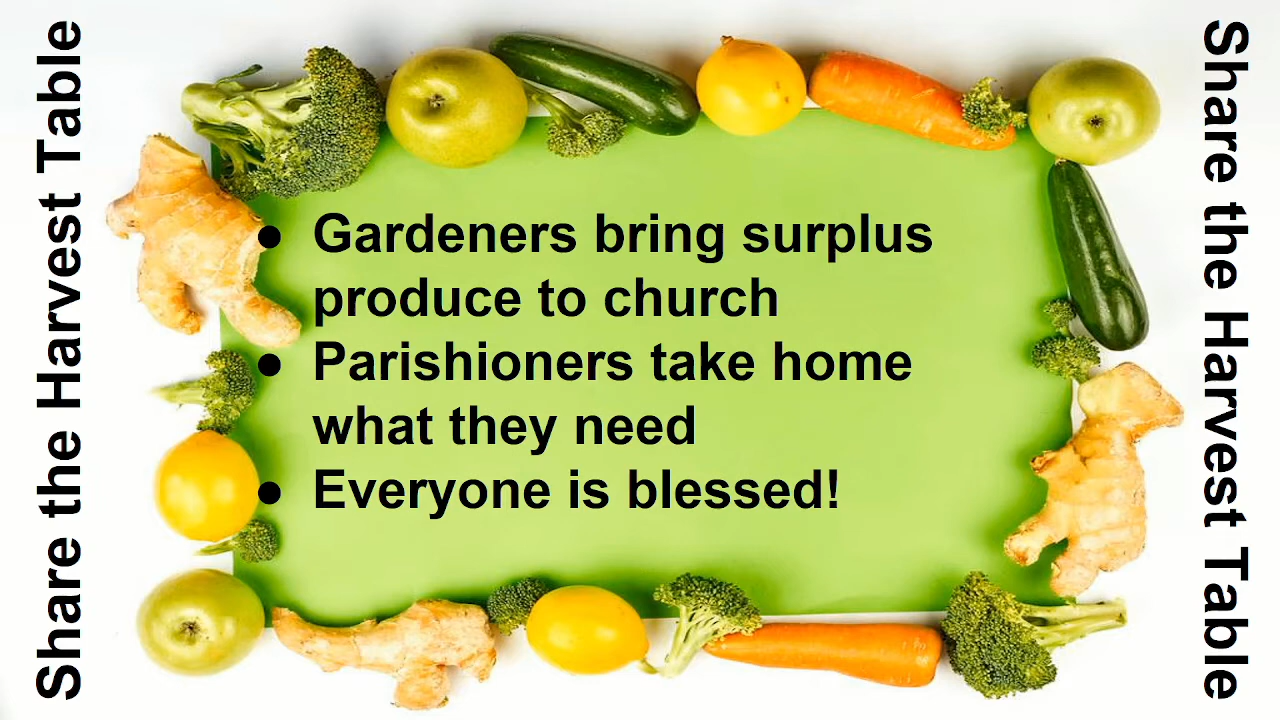 Share the Harvest Table
● Gardeners bring surplus
produce to church
● Parishioners take home
what they need
● Everyone is blessed!
Share the Harvest Table